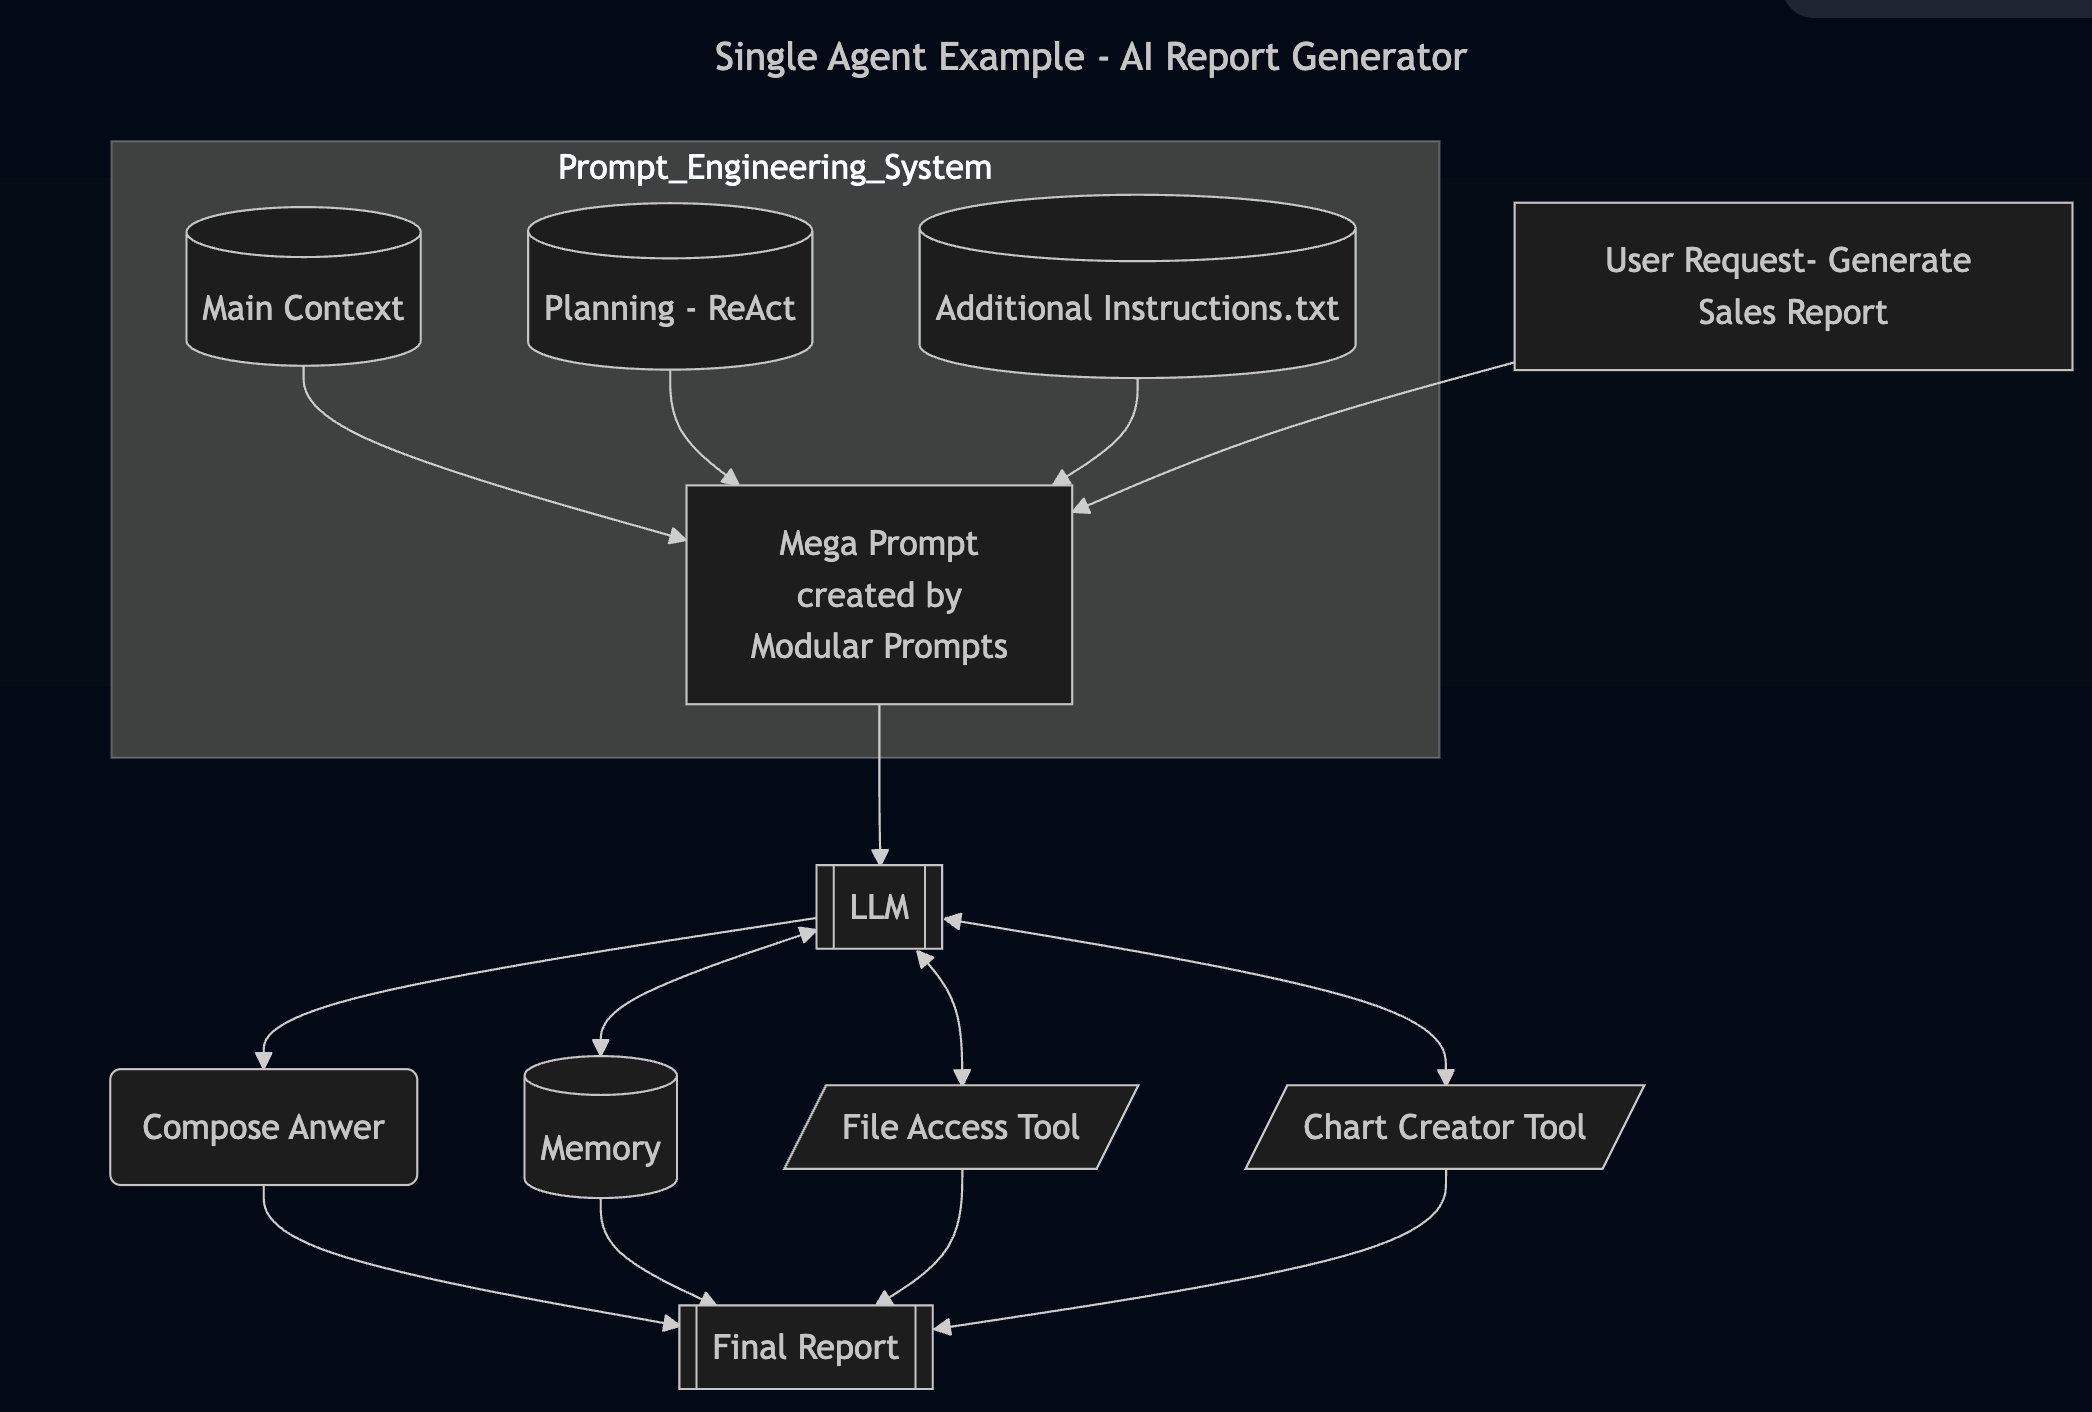 Single Agent Example - AI Report Generator
Prompt_Engineering_System
Main Context
Planning - ReAct
Additional Instructions.txt
User Request- Generate
Sales Report
Mega Prompt
created by
Modular Prompts
LLM
Compose Anwer
Memory
File Access Tool
Chart Creator Tool
Final Report